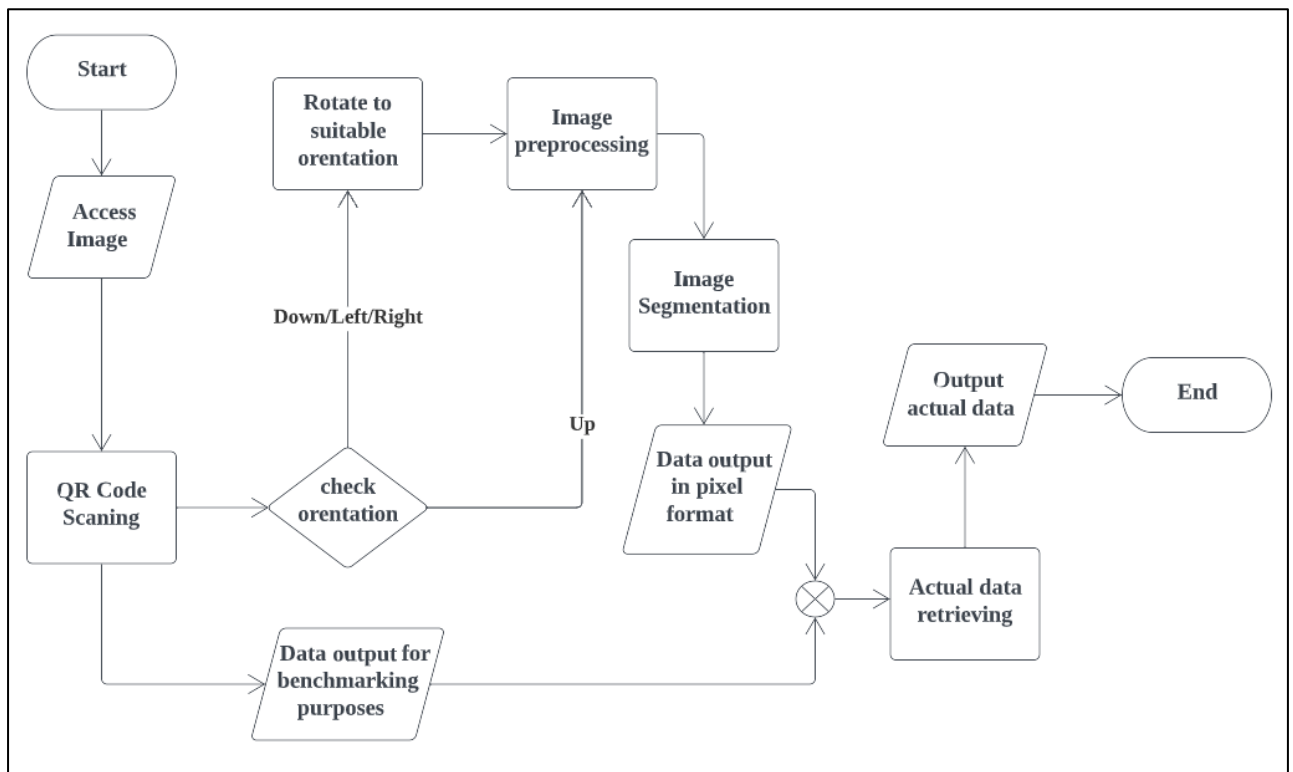 Start
Access
Image
QR Code
Scaning
check
orentation
Down/Left/Right
Rotate to
suitable
orentation
Up
Image
preprocessing
Image
Segmentation
Data output
in pixel
format
Data output for
benchmarking
purposes
Actual data
retrieving
Output
actual data
End